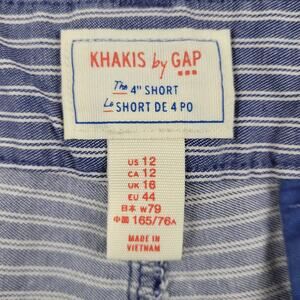 KHAKIS by GAP
The 4" SHORT
Le SHORT DE 4 PO
US 12
CA 12
UK 16
EU 44
日本 W79
中国 165/76A
MADE IN
VIETNAM